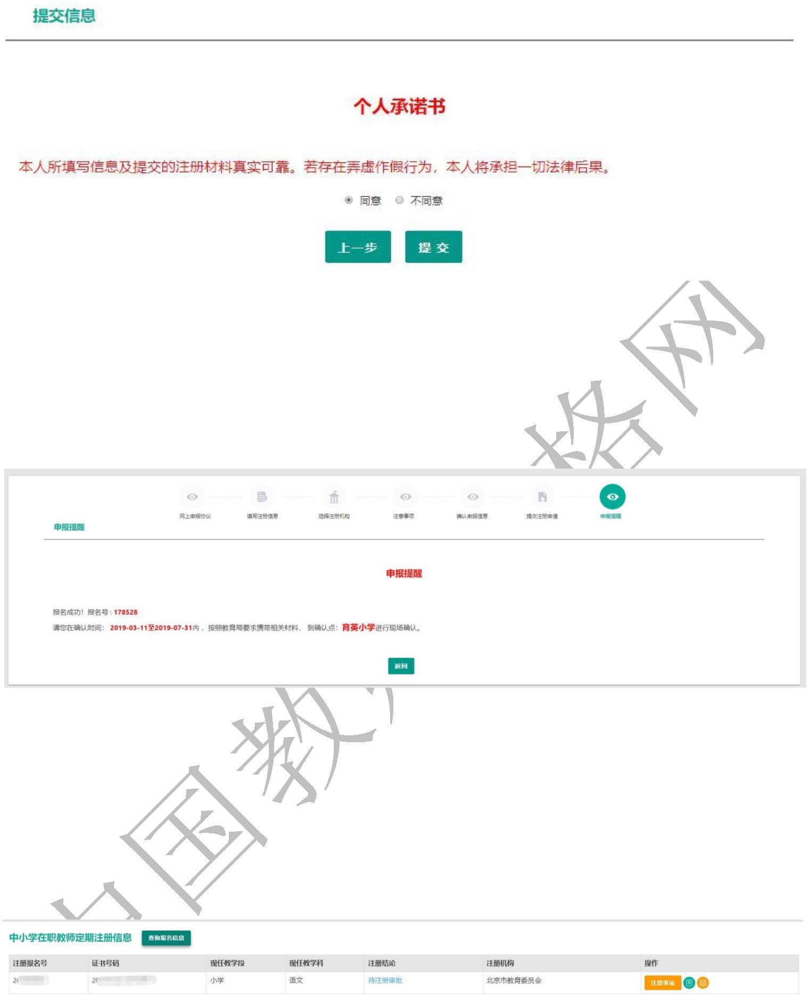 提交信息
个人承诺书
本人所填写信息及提交的注册材料真实可靠。若存在弄虚作假行为，本人将承担一切法律后果。
同意 不同意
上一步 提 交
网上申报协议 填写注册信息 选择注册机构 注意事项 确认申报信息 提交注册申请 申报提醒
申报提醒
申报提醒
报名成功！报名号：178528
请您在确认时间： 2019-03-11至2019-07-31内，按照教育局要求携带相关材料， 到确认点：育英小学进行现场确认。
返回
中小学在职教师定期注册信息 查询报名信息
注册报名号 证书号码 现任教学段 现任教学科 注册结论 注册机构 操作
小学 语文 待注册审批 北京市教育委员会 注意事项
格网
国教